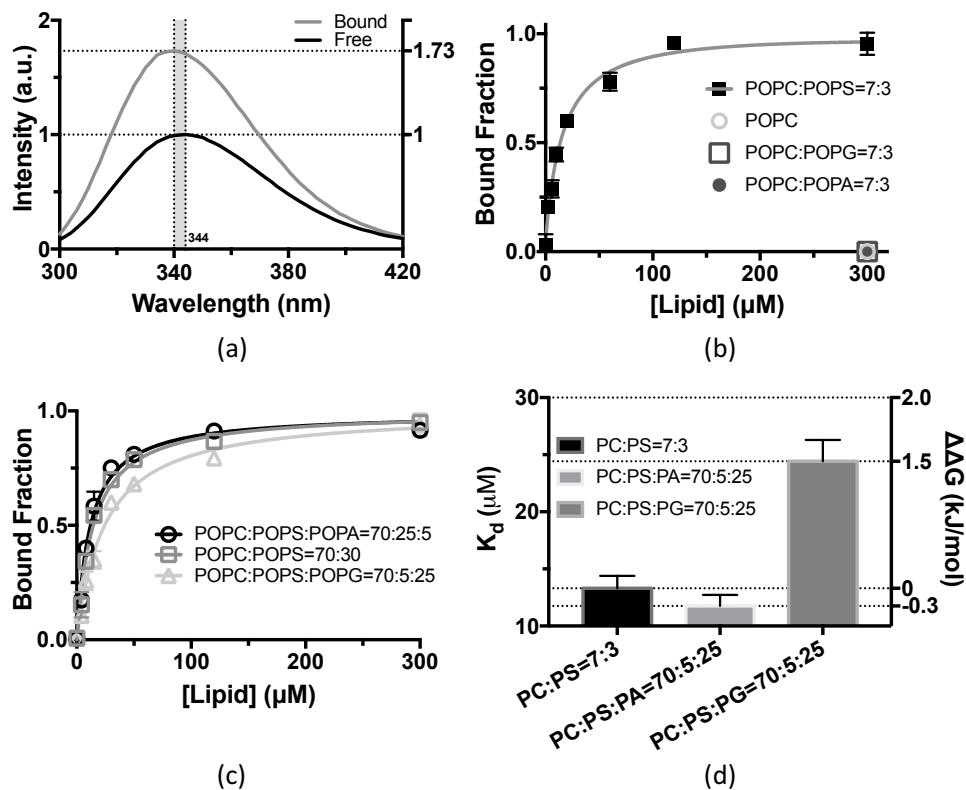 Bound
Free
2
1
0
Intensity (a.u.)
1.73
1
344
300
340
380
420
Wavelength (nm)
(a)
1.0
0.5
0.0
Bound Fraction
POPC:POPS=7:3
POPC
POPC:POPG=7:3
POPC:POPA=7:3
0
100
200
300
[Lipid] (µM)
(b)
1.0
0.5
0.0
Bound Fraction
POPC:POPS:POPA=70:25:5
POPC:POPS=70:30
POPC:POPS:POPG=70:5:25
0
100
200
300
[Lipid] (µM)
(c)
30
20
10
K_d (µM)
PC:PS=7:3
PC:PS:PA=70:5:25
PC:PS:PG=70:5:25
2.0
1.5
0
-0.3
ΔΔG (kJ/mol)
PC:PS=7:3
PC:PS:PA=70:5:25
PC:PS:PG=70:5:25
(d)